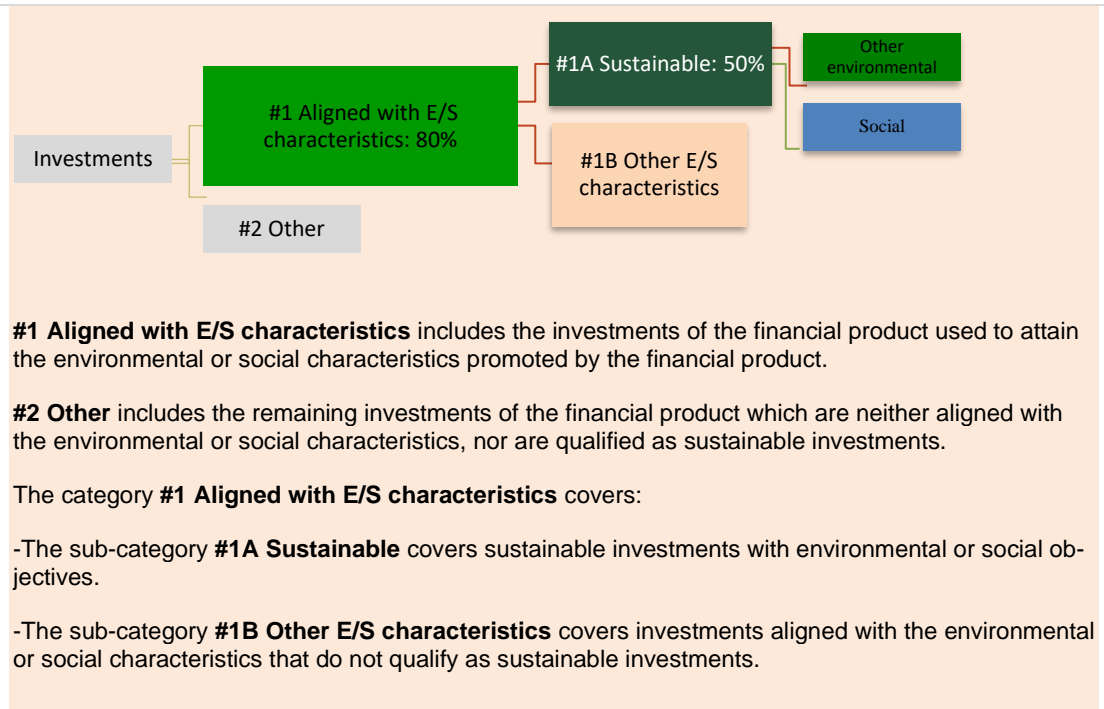 Other
environmental
#1A Sustainable: 50%
#1 Aligned with E/S
characteristics: 80%
Social
Investments
#1B Other E/S
characteristics
#2 Other
#1 Aligned with E/S characteristics includes the investments of the financial product used to attain
the environmental or social characteristics promoted by the financial product.
#2 Other includes the remaining investments of the financial product which are neither aligned with
the environmental or social characteristics, nor are qualified as sustainable investments.
The category #1 Aligned with E/S characteristics covers:
-The sub-category #1A Sustainable covers sustainable investments with environmental or social ob-
jectives.
-The sub-category #1B Other E/S characteristics covers investments aligned with the environmental
or social characteristics that do not qualify as sustainable investments.